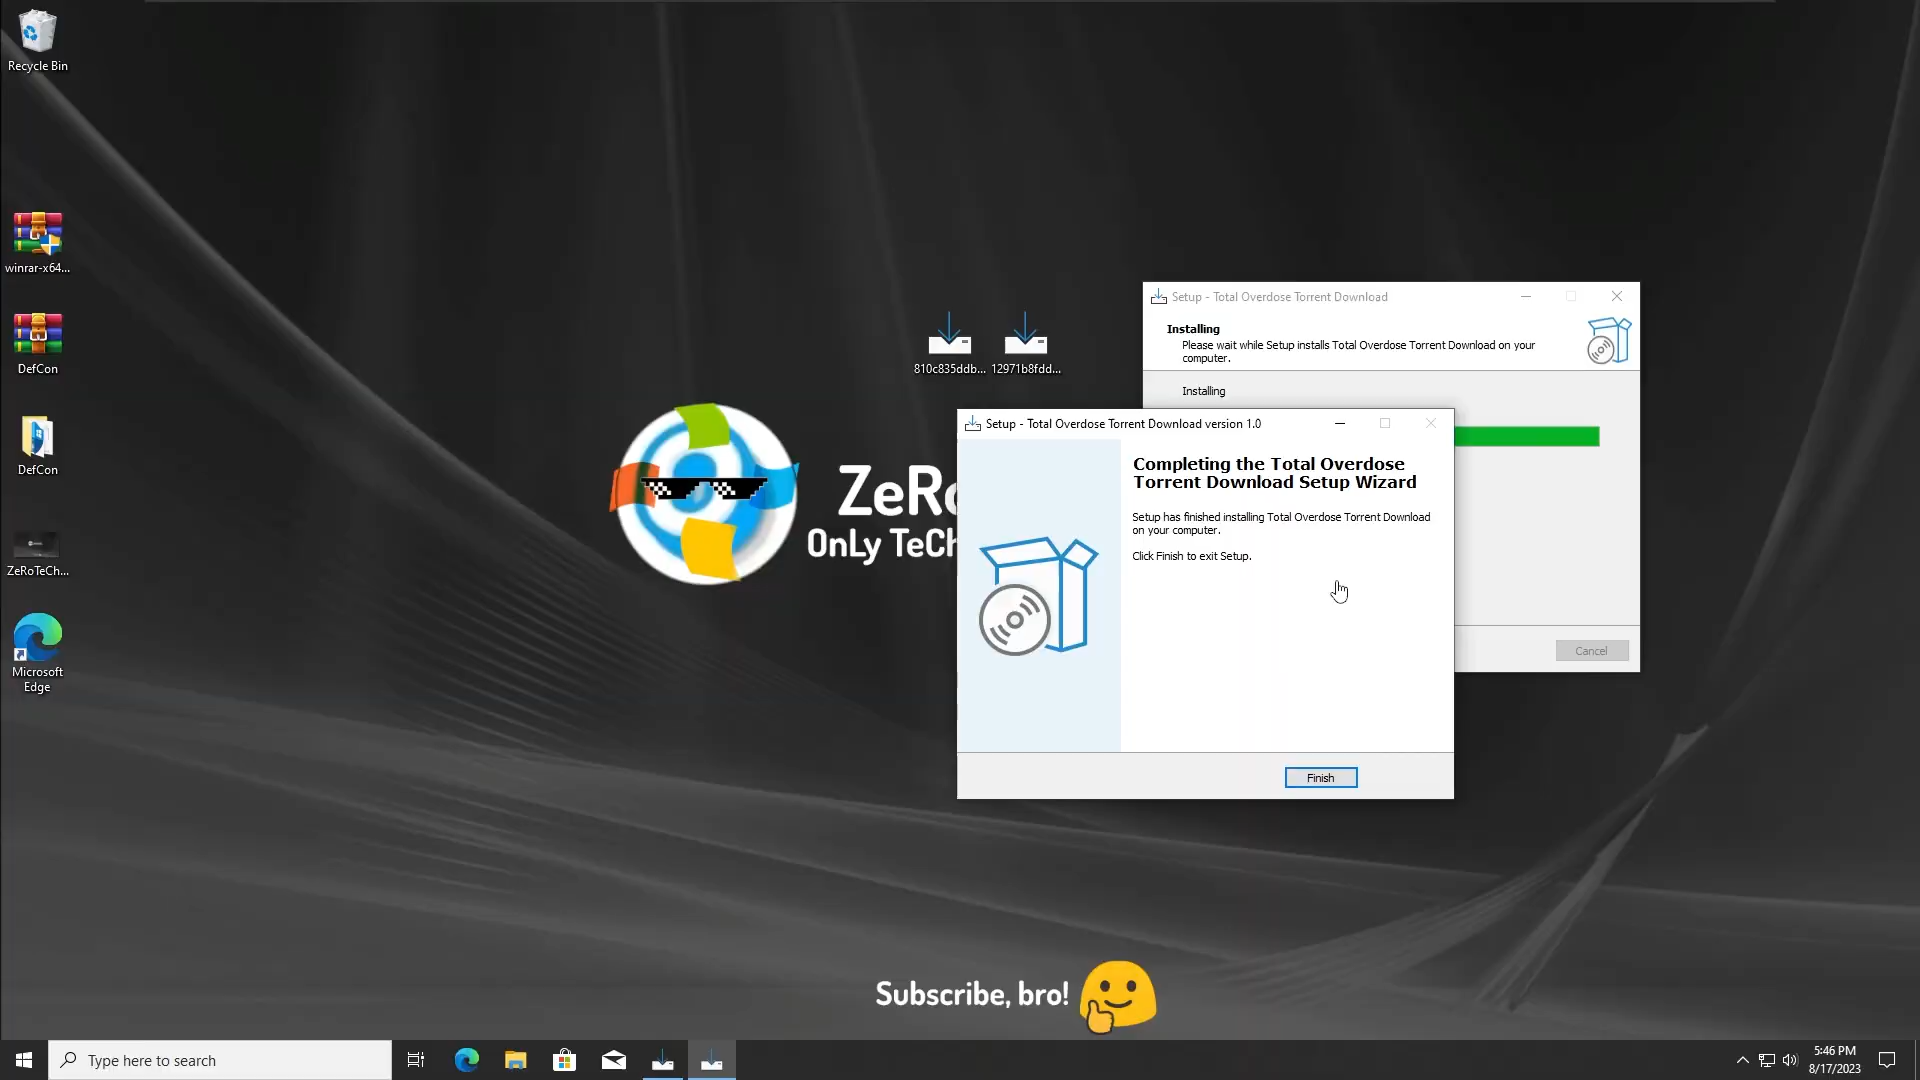 Recycle Bin
winrar-x64...
DefCon
DefCon
ZeRoTeCh...
Microsoft
Edge
810c835ddb...
12971b8fdd...
ZeRo
OnLy TeCh
Setup - Total Overdose Torrent Download
Installing
Please wait while Setup installs Total Overdose Torrent Download on your
computer.
Installing
Cancel
Setup - Total Overdose Torrent Download version 1.0
Completing the Total Overdose
Torrent Download Setup Wizard
Setup has finished installing Total Overdose Torrent Download
on your computer.
Click Finish to exit Setup.
Finish
Subscribe, bro!
Type here to search
5:46 PM
8/17/2023